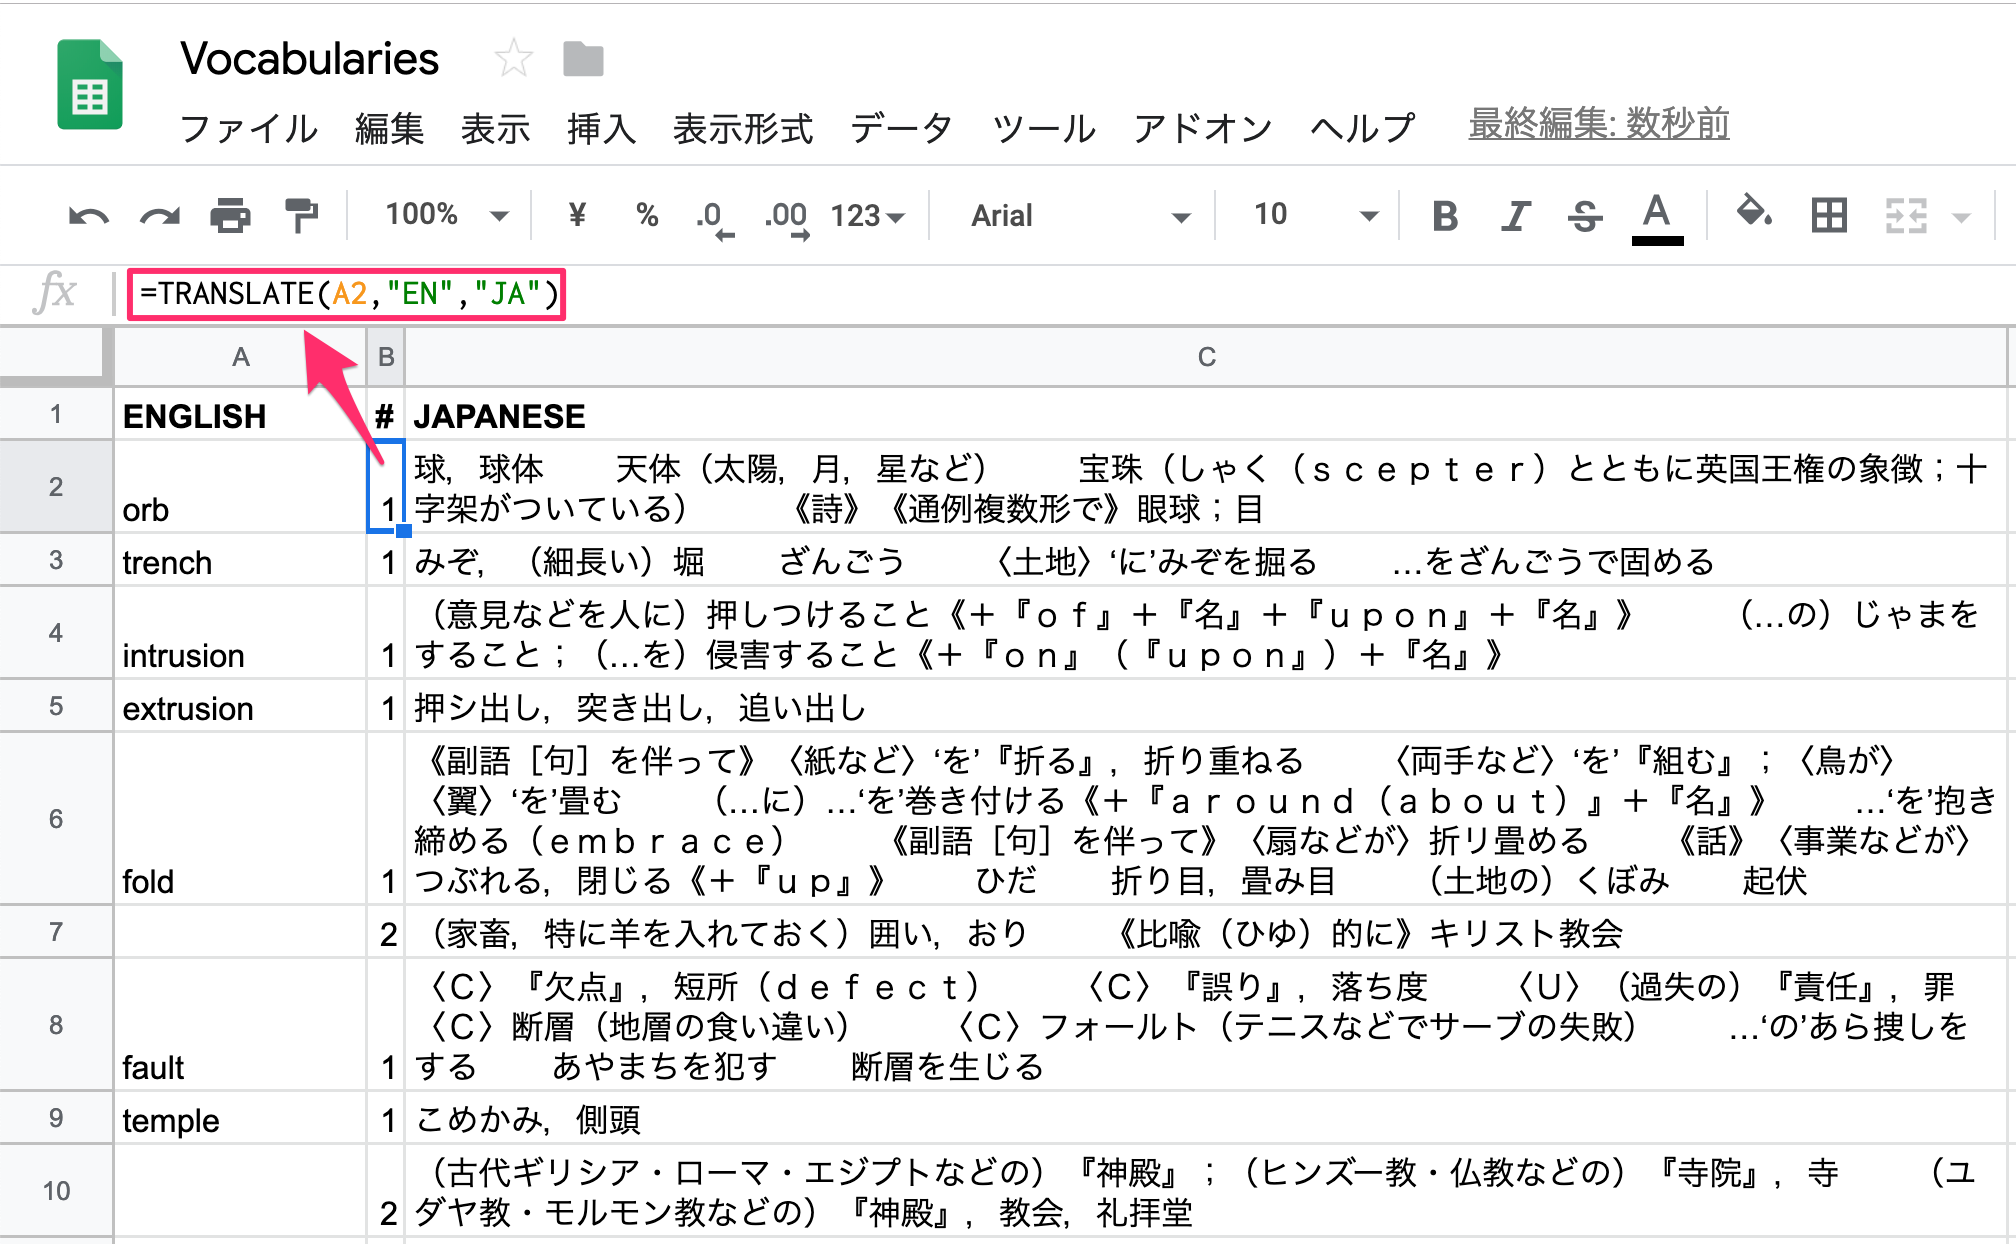 Vocabularies
ファイル 編集 表示 挿入 表示形式 データ ツール アドオン ヘルプ 最終編集: 数秒前
100% ¥ % .0 .00 123 Arial 10 B I S A
fx =TRANSLATE(A2,"EN","JA")
A B C
1 ENGLISH # JAPANESE
2 orb 1 球，球体　　天体（太陽，月，星など）　　宝珠（しゃく（ｓｃｅｐｔｅｒ）とともに英国王権の象徴；十
字架がついている）　　《詩》《通例複数形で》眼球；目
3 trench 1 みぞ，（細長い）堀　　ざんごう　　〈土地〉‘に’みぞを掘る　　…をざんごうで固める
4 intrusion 1 （意見などを人に）押しつけること《＋『ｏｆ』＋『名』＋『ｕｐｏｎ』＋『名』》　　（…の）じゃまを
すること；（…を）侵害すること《＋『ｏｎ』（『ｕｐｏｎ』）＋『名』》
5 extrusion 1 押シ出し，突き出し，追い出し
6 fold 1 《副語［句］を伴って》〈紙など〉‘を’『折る』，折り重ねる　　〈両手など〉‘を’『組む』；〈鳥が〉
〈翼〉‘を’畳む　　（…に）…‘を’巻き付ける《＋『ａｒｏｕｎｄ（ａｂｏｕｔ）』＋『名』》　　…‘を’抱き
締める（ｅｍｂｒａｃｅ）　　《副語［句］を伴って》〈扇などが〉折リ畳める　　《話》〈事業などが〉
つぶれる，閉じる《＋『ｕｐ』》　　ひだ　　折り目，畳み目　　（土地の）くぼみ　　起伏
7 2 （家畜，特に羊を入れておく）囲い，おり　　《比喩（ひゆ）的に》キリスト教会
8 fault 1 〈Ｃ〉『欠点』，短所（ｄｅｆｅｃｔ）　　〈Ｃ〉『誤り』，落ち度　　〈Ｕ〉（過失の）『責任』，罪
〈Ｃ〉断層（地層の食い違い）　　〈Ｃ〉フォールト（テニスなどでサーブの失敗）　　…‘の’あら捜しを
する　　あやまちを犯す　　断層を生じる
9 temple 1 こめかみ，側頭
10 2 （古代ギリシア・ローマ・エジプトなどの）『神殿』；（ヒンズー教・仏教などの）『寺院』，寺　　（ユ
ダヤ教・モルモン教などの）『神殿』，教会，礼拝堂